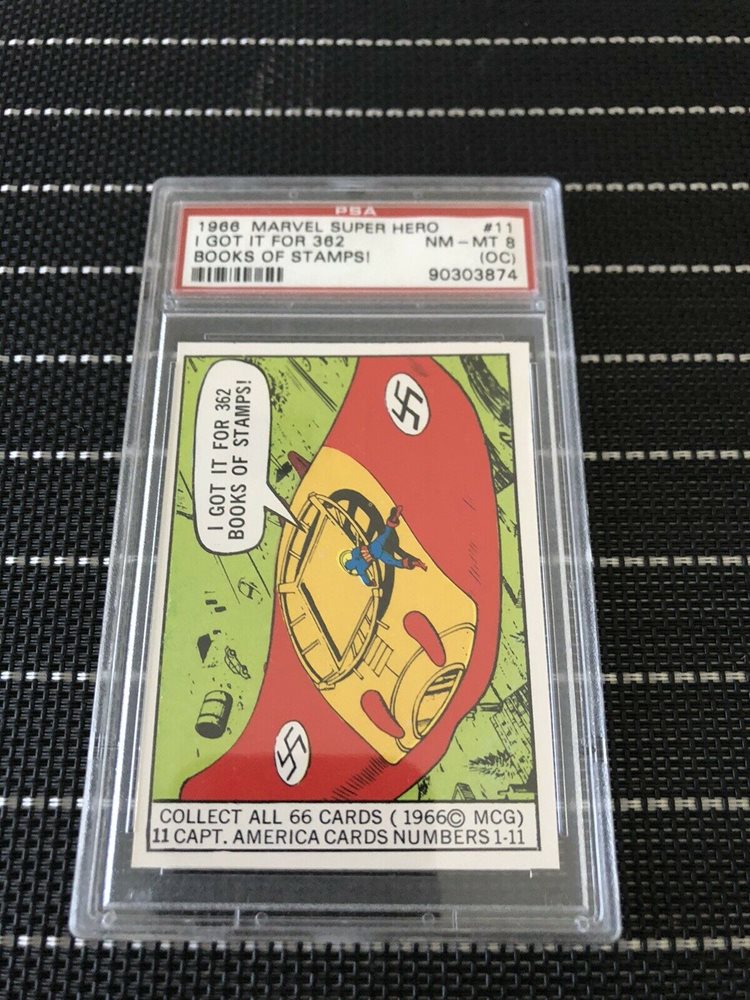 PSA
1966 MARVEL SUPER HERO #11
I GOT IT FOR 362 NM - MT 8
BOOKS OF STAMPS! (OC)
90303874
I GOT IT FOR 362
BOOKS OF STAMPS!
COLLECT ALL 66 CARDS ( 1966© MCG)
11 CAPT. AMERICA CARDS NUMBERS 1-11